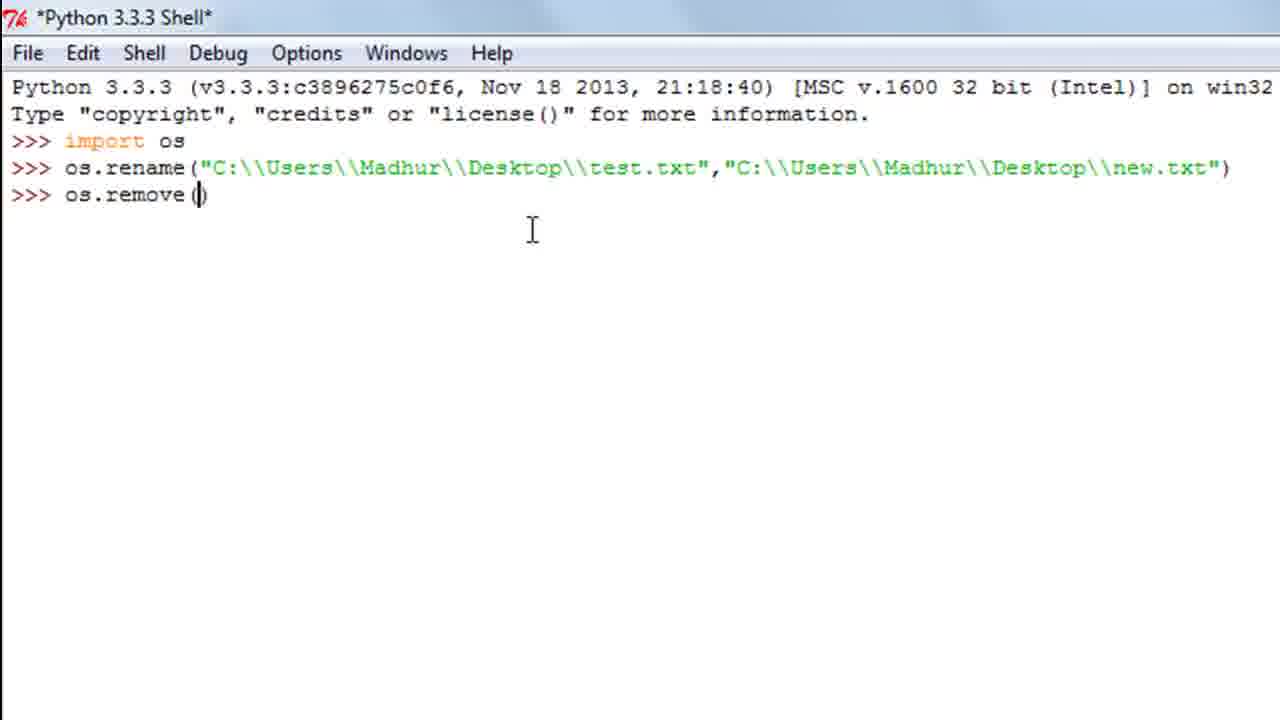 *Python 3.3.3 Shell*
File Edit Shell Debug Options Windows Help
Python 3.3.3 (v3.3.3:c3896275c0f6, Nov 18 2013, 21:18:40) [MSC v.1600 32 bit (Intel)] on win32
Type "copyright", "credits" or "license()" for more information.
>>> import os
>>> os.rename("C:\\Users\\Madhur\\Desktop\\test.txt","C:\\Users\\Madhur\\Desktop\\new.txt")
>>> os.remove()